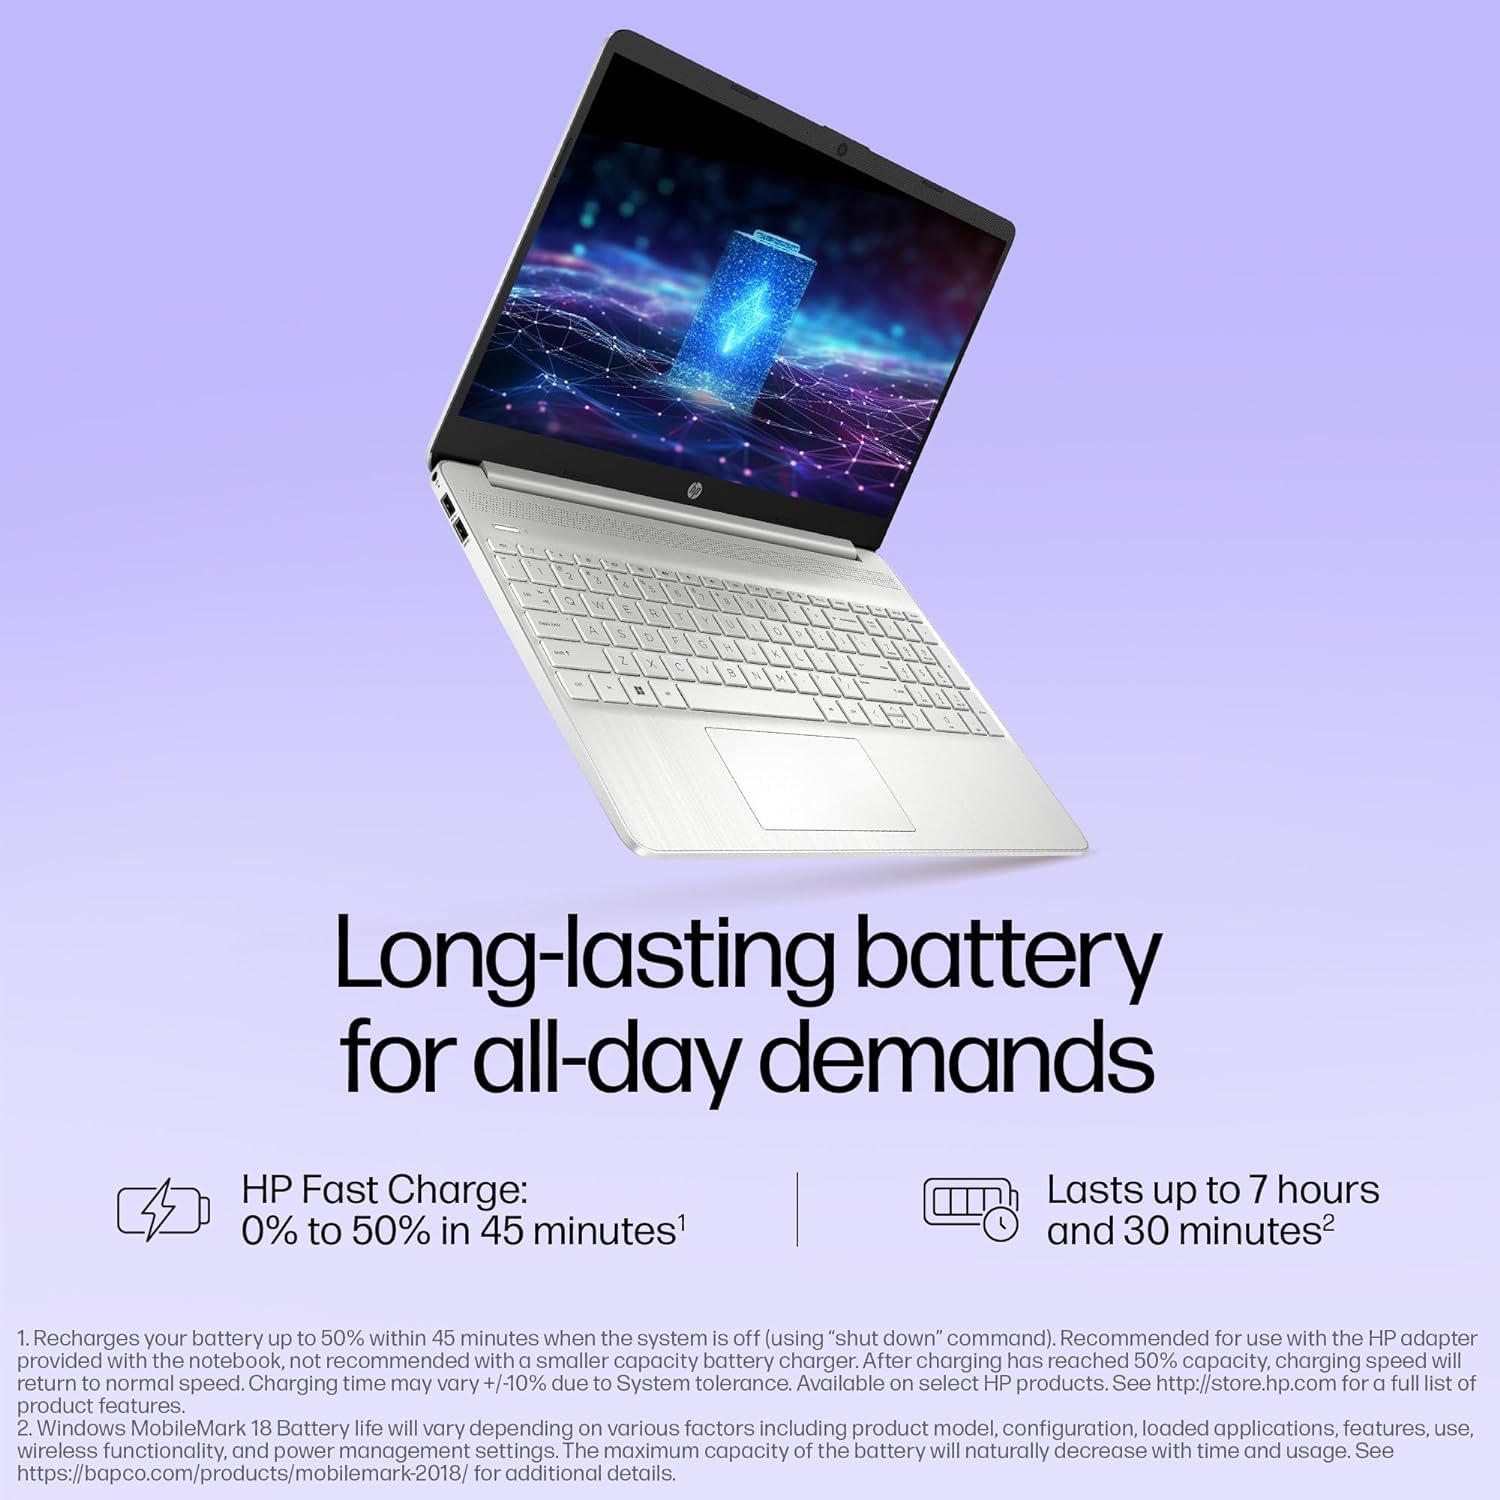 hp
Q W E R T Y U I O P
A S D F G H J K L
Z X C V B N M
Long-lasting battery
for all-day demands
HP Fast Charge:
0% to 50% in 45 minutes¹
Lasts up to 7 hours
and 30 minutes²
1. Recharges your battery up to 50% within 45 minutes when the system is off (using “shut down” command). Recommended for use with the HP adapter
provided with the notebook, not recommended with a smaller capacity battery charger. After charging has reached 50% capacity, charging speed will
return to normal speed. Charging time may vary +/-10% due to System tolerance. Available on select HP products. See http://store.hp.com for a full list of
product features.
2. Windows MobileMark 18 Battery life will vary depending on various factors including product model, configuration, loaded applications, features, use,
wireless functionality, and power management settings. The maximum capacity of the battery will naturally decrease with time and usage. See
https://bapco.com/products/mobilemark-2018/ for additional details.